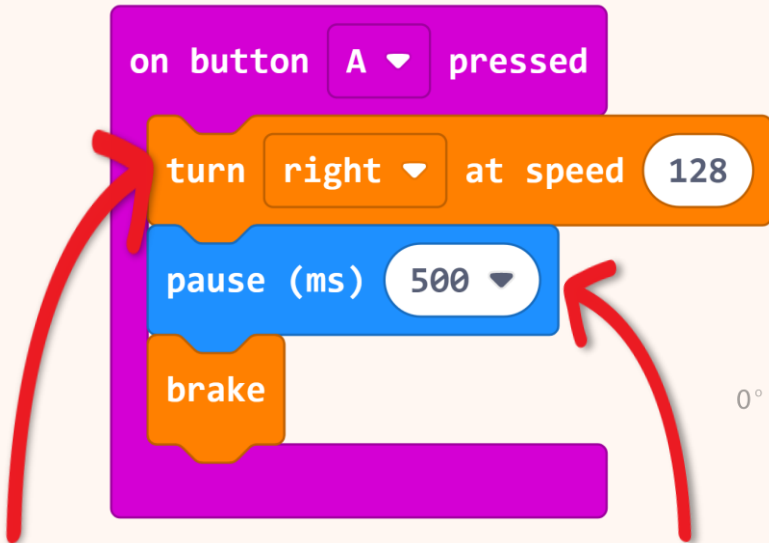 on button A pressed
turn right at speed 128
pause (ms) 500
brake
0°